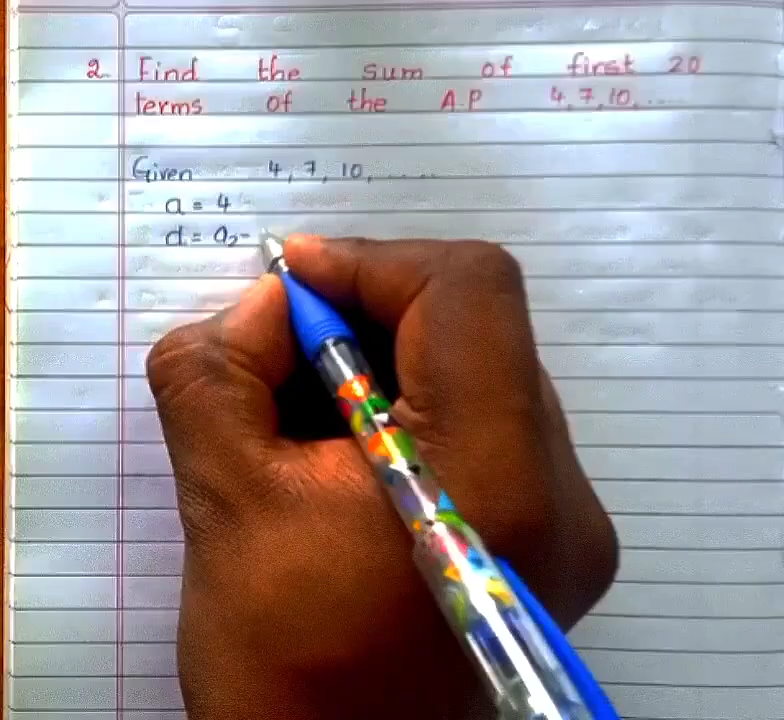 2. Find the sum of first 20
terms of the A.P 4, 7, 10, ....
Given 4, 7, 10, .....
a = 4
d = a₂ -